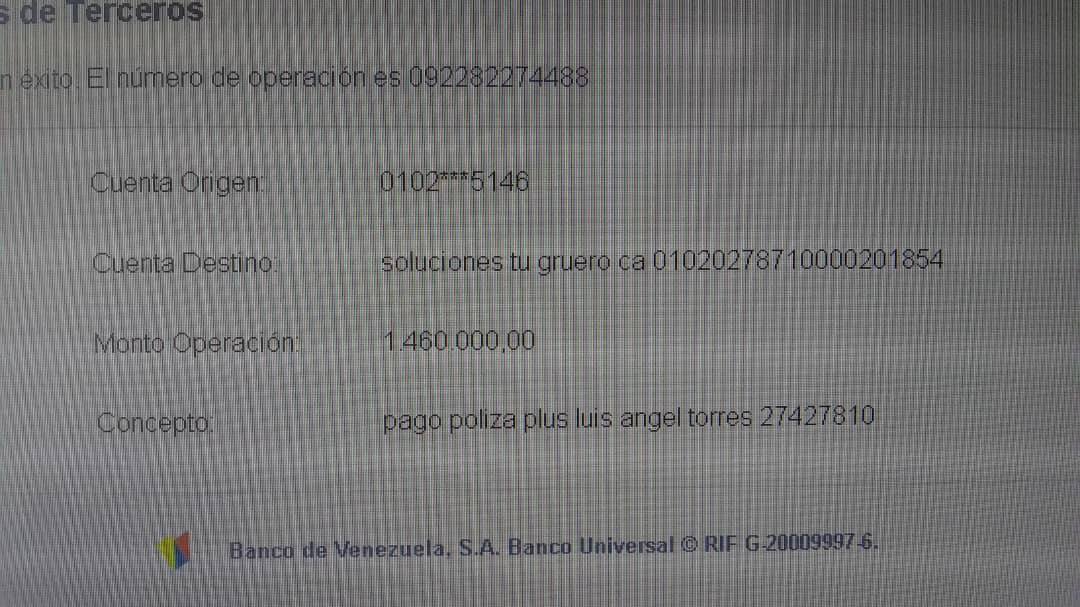 s de Terceros
n éxito. El número de operación es 092282274488
Cuenta Origen: 0102***5146
Cuenta Destino: soluciones tu gruero ca 01020278710000201854
Monto Operación: 1.460.000,00
Concepto: pago poliza plus luis angel torres 27427810
Banco de Venezuela, S.A. Banco Universal © RIF G-20009997-6.